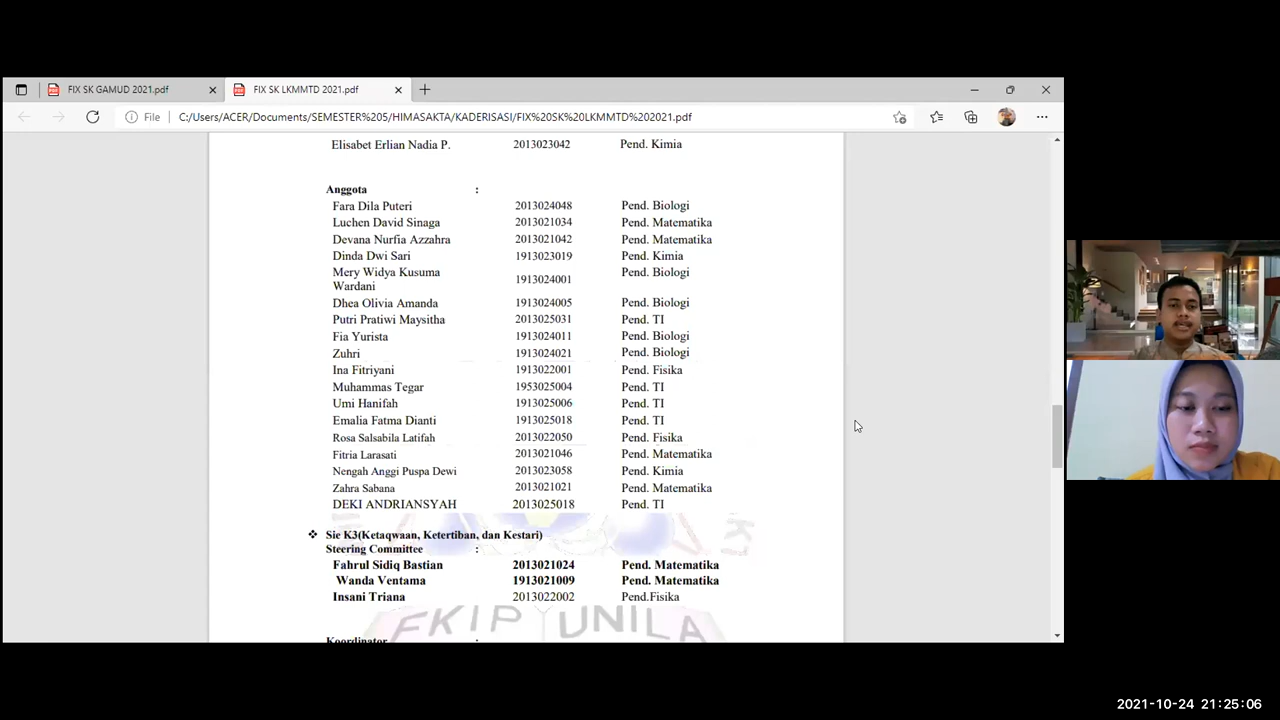 FIX SK GAMUD 2021.pdf
FIX SK LKMMTD 2021.pdf
File
C:/Users/ACER/Documents/SEMESTER%205/HIMASAKTA/KADERISASI/FIX%20SK%20LKMMTD%202021.pdf
Elisabet Erlian Nadia P. 2013023042 Pend. Kimia
Anggota :
Fara Dila Puteri 2013024048 Pend. Biologi
Luchen David Sinaga 2013021034 Pend. Matematika
Devana Nurfia Azzahra 2013021042 Pend. Matematika
Dinda Dwi Sari 1913023019 Pend. Kimia
Mery Widya Kusuma
Wardani 1913024001 Pend. Biologi
Dhea Olivia Amanda 1913024005 Pend. Biologi
Putri Pratiwi Maysitha 2013025031 Pend. TI
Fia Yurista 1913024011 Pend. Biologi
Zuhri 1913024021 Pend. Biologi
Ina Fitriyani 1913022001 Pend. Fisika
Muhammas Tegar 1953025004 Pend. TI
Umi Hanifah 1913025006 Pend. TI
Emalia Fatma Dianti 1913025018 Pend. TI
Rosa Salsabila Latifah 2013022050 Pend. Fisika
Fitria Larasati 2013021046 Pend. Matematika
Nengah Anggi Puspa Dewi 2013023058 Pend. Kimia
Zahra Sabana 2013021021 Pend. Matematika
DEKI ANDRIANSYAH 2013025018 Pend. TI
❖ Sie K3(Ketaqwaan, Ketertiban, dan Kestari)
Steering Committee :
Fahrul Sidiq Bastian 2013021024 Pend. Matematika
Wanda Ventama 1913021009 Pend. Matematika
Insani Triana 2013022002 Pend.Fisika
FKIP UNILA
Koordinator :
2021-10-24 21:25:06